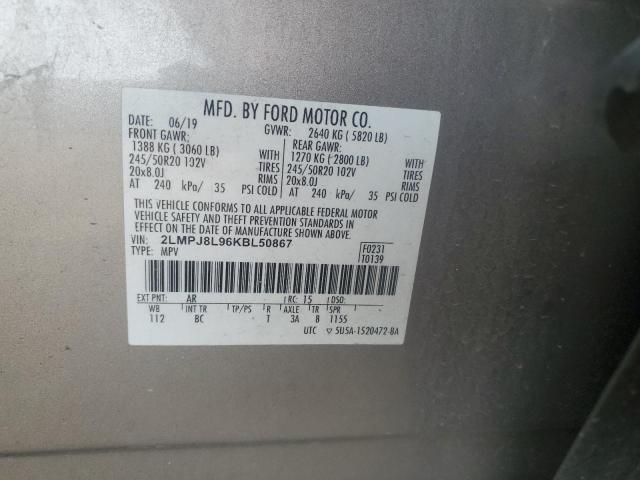 MFD. BY FORD MOTOR CO.
DATE: 06/19 GVWR: 2640 KG ( 5820 LB)
FRONT GAWR: REAR GAWR:
1388 KG ( 3060 LB) WITH 1270 KG ( 2800 LB) WITH
245/50R20 102V TIRES 245/50R20 102V TIRES
20x8.0J RIMS 20x8.0J RIMS
AT 240 kPa/ 35 PSI COLD AT 240 kPa/ 35 PSI COLD
THIS VEHICLE CONFORMS TO ALL APPLICABLE FEDERAL MOTOR
VEHICLE SAFETY AND THEFT PREVENTION STANDARDS IN
EFFECT ON THE DATE OF MANUFACTURE SHOWN ABOVE.
VIN: 2LMPJ8L96KBL50867 F0231
TYPE: MPV T0139
EXT PNT: AR RC: 15 DSO:
WB INT TR TP/PS R AXLE TR SPR
112 BC T 3A B 1155
UTC ▽ 5U5A-1520472-BA